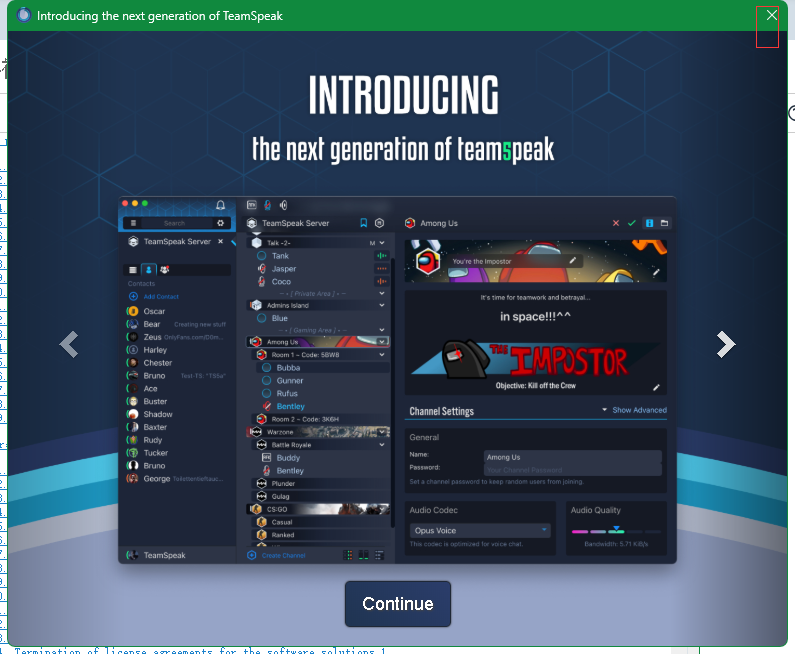 Introducing the next generation of TeamSpeak
INTRODUCING
the next generation of teamspeak
Search
TeamSpeak Server
Contacts
Add Contact
Oscar
Bear Creating new stuff
Zeus
Harley
Chester
Bruno
Ace
Buster
Shadow
Baxter
Rudy
Tucker
Bruno
George
TeamSpeak
TeamSpeak Server
Talk -2- M
Tank
Jasper
Coco
- - [ Private Area ] - -
Admins Island
Blue
- - [ Gaming Area ] - -
Among Us
Room 1 ~ Code: 5BW8
Bubba
Gunner
Rufus
Bentley
Room 2 ~ Code: 3K6H
Warzone
Battle Royale
Buddy
Bentley
Plunder
Gulag
CS:GO
Casual
Ranked
Create Channel
Among Us
You're the Impostor
It's time for teamwork and betrayal...
in space!!!^^
THE IMPOSTOR
Objective: Kill off the Crew
Channel Settings
Show Advanced
General
Name: Among Us
Password: Your Channel Password
Set a channel password to keep random users from joining.
Audio Codec
Opus Voice
This codec is optimized for voice chat.
Audio Quality
Bandwidth: 5.71 KiB/s
Continue
Termination of license agreements for the software solutions 1